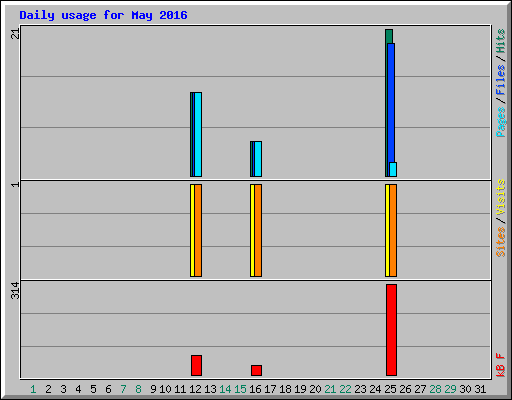 Daily usage for May 2016
21
Pages / Files / Hits
1
Sites / Visits
314
kB F
1 2 3 4 5 6 7 8 9 10 11 12 13 14 15 16 17 18 19 20 21 22 23 24 25 26 27 28 29 30 31